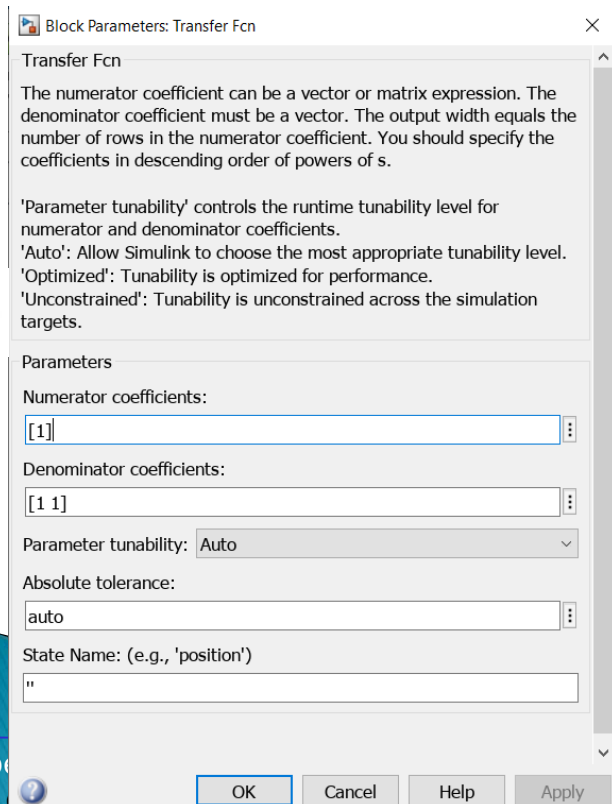 Block Parameters: Transfer Fcn
Transfer Fcn
The numerator coefficient can be a vector or matrix expression. The
denominator coefficient must be a vector. The output width equals the
number of rows in the numerator coefficient. You should specify the
coefficients in descending order of powers of s.
'Parameter tunability' controls the runtime tunability level for
numerator and denominator coefficients.
'Auto': Allow Simulink to choose the most appropriate tunability level.
'Optimized': Tunability is optimized for performance.
'Unconstrained': Tunability is unconstrained across the simulation
targets.
Parameters
Numerator coefficients:
[1]
Denominator coefficients:
[1 1]
Parameter tunability: Auto
Absolute tolerance:
auto
State Name: (e.g., 'position')
''
OK Cancel Help Apply